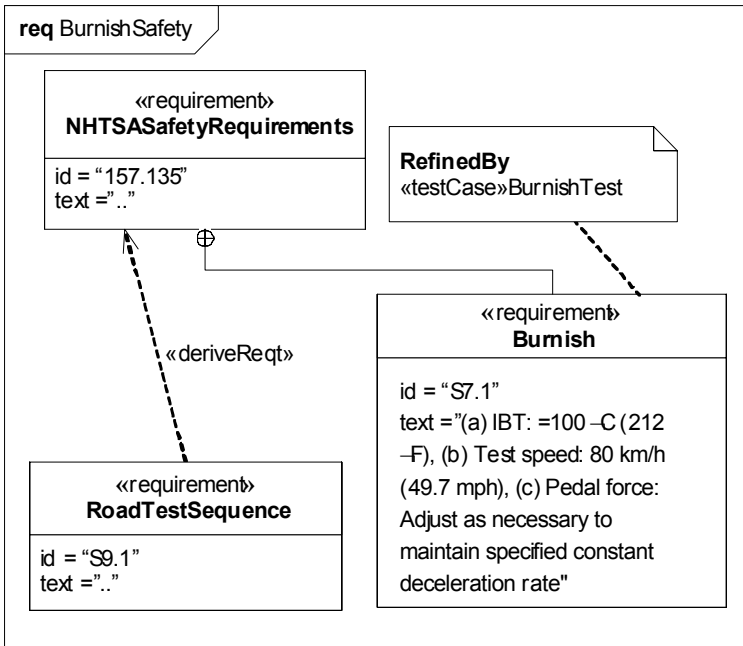 req BurnishSafety
«requirement»
NHTSASafetyRequirements
id = “157.135”
text =”..”
RefinedBy
«testCase»BurnishTest
«deriveReqt»
«requirement»
Burnish
id = “S7.1”
text =”(a) IBT: =100 –C (212
–F), (b) Test speed: 80 km/h
(49.7 mph), (c) Pedal force:
Adjust as necessary to
maintain specified constant
deceleration rate"
«requirement»
RoadTestSequence
id = “S9.1”
text =”..”